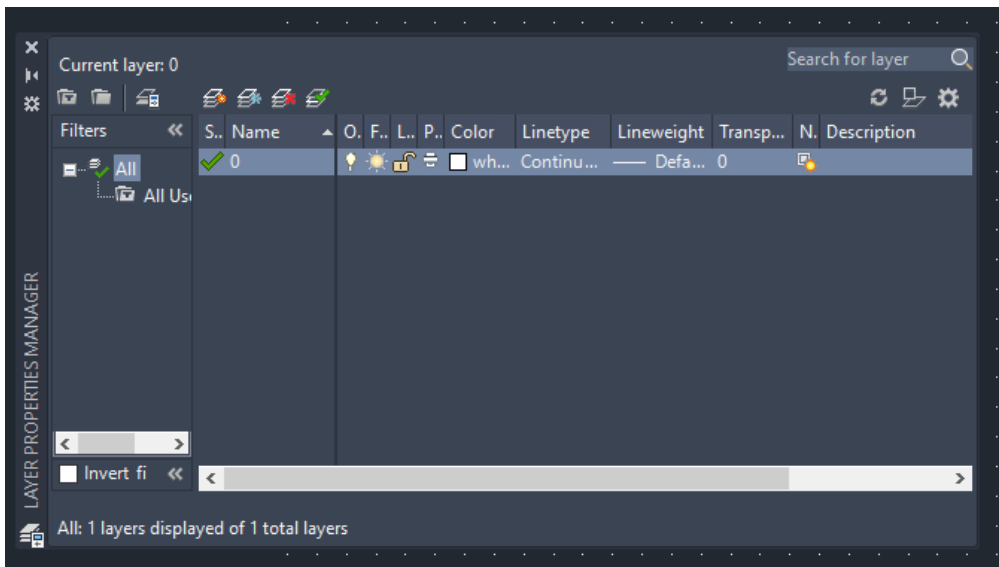 Current layer: 0
Search for layer
Filters
S.. Name O. F.. L.. P.. Color Linetype Lineweight Transp... N. Description
All
0 wh... Continu... Defa... 0
All Us
LAYER PROPERTIES MANAGER
Invert fi
All: 1 layers displayed of 1 total layers